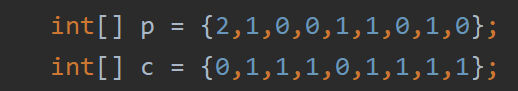 int[] p = {2,1,0,0,1,1,0,1,0};
int[] c = {0,1,1,1,0,1,1,1,1};